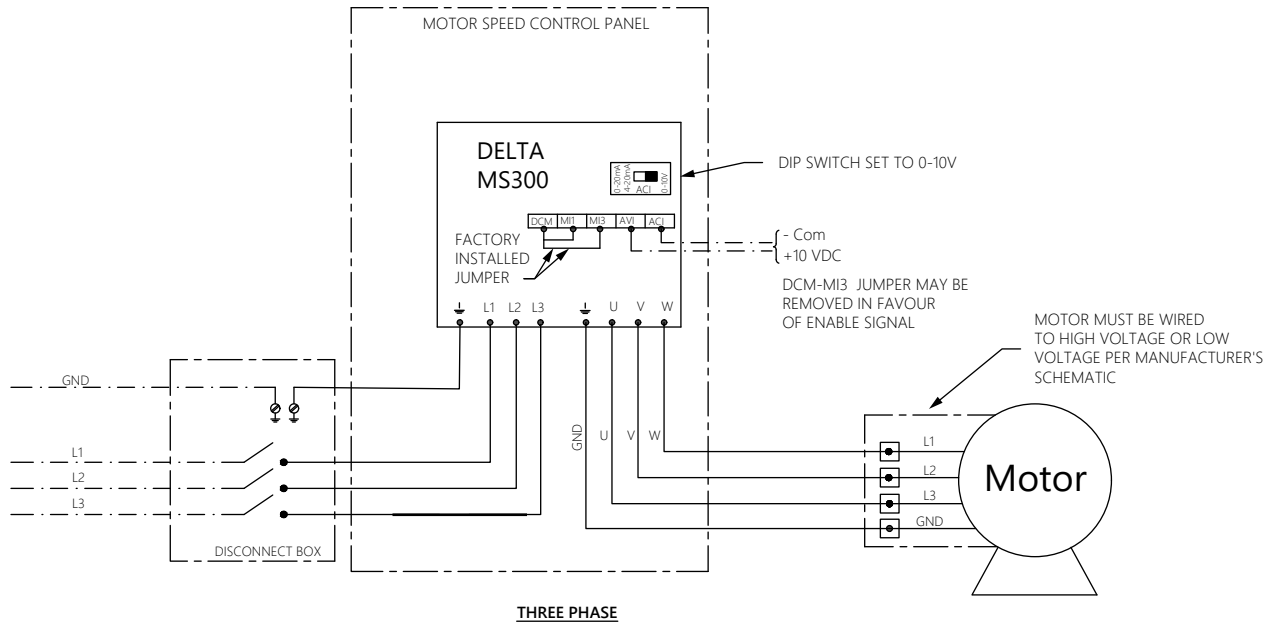 MOTOR SPEED CONTROL PANEL
DELTA
MS300
0-20mA
4-20mA
ACI
0-10V
DIP SWITCH SET TO 0-10V
DCM MI1 MI3 AVI ACI
FACTORY
INSTALLED
JUMPER
- Com
+10 VDC
DCM-MI3 JUMPER MAY BE
REMOVED IN FAVOUR
OF ENABLE SIGNAL
L1 L2 L3 U V W
MOTOR MUST BE WIRED
TO HIGH VOLTAGE OR LOW
VOLTAGE PER MANUFACTURER'S
SCHEMATIC
GND
L1
L2
L3
DISCONNECT BOX
GND U V W
L1
L2
L3
GND
Motor
THREE PHASE